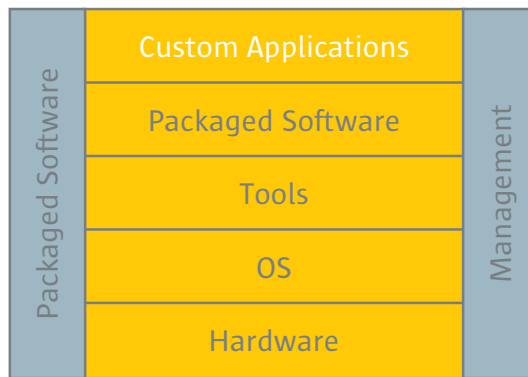 Packaged Software
Custom Applications
Packaged Software
Tools
OS
Hardware
Management